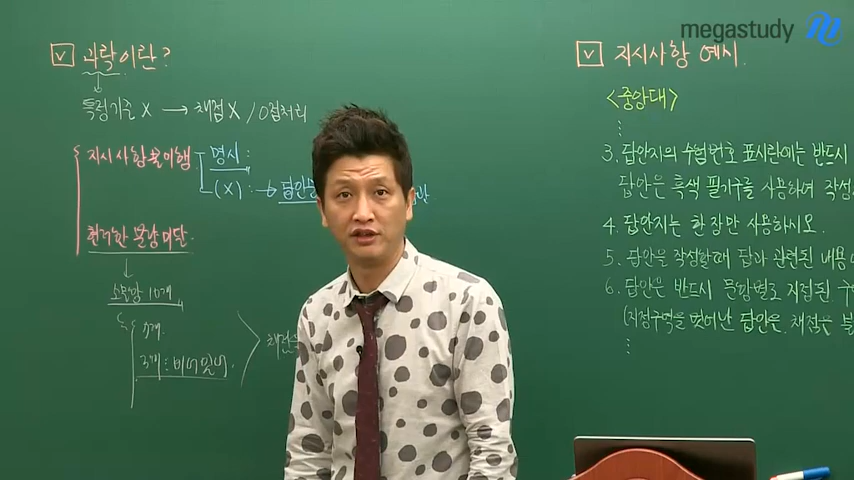 megastudy
☑ 과락이란?
특정기준 X → 채점 X / 0점처리
지시사항 불이행
명시 :
(X) : →
현저한 분량미달.
소문항 10개
7개.
3개 : 비어있어.
☑ 지시사항 예시.
<중앙대>
3. 답안지의 수험번호 표시란에는 반드시
답안은 흑색 필기구를 사용하여 작성
4. 답안지는 한 장만 사용하시오.
5. 답안을 작성할 때 답과 관련된 내용
6. 답안은 반드시 문항별로 지정된
(지정구역을 벗어난 답안은 채점